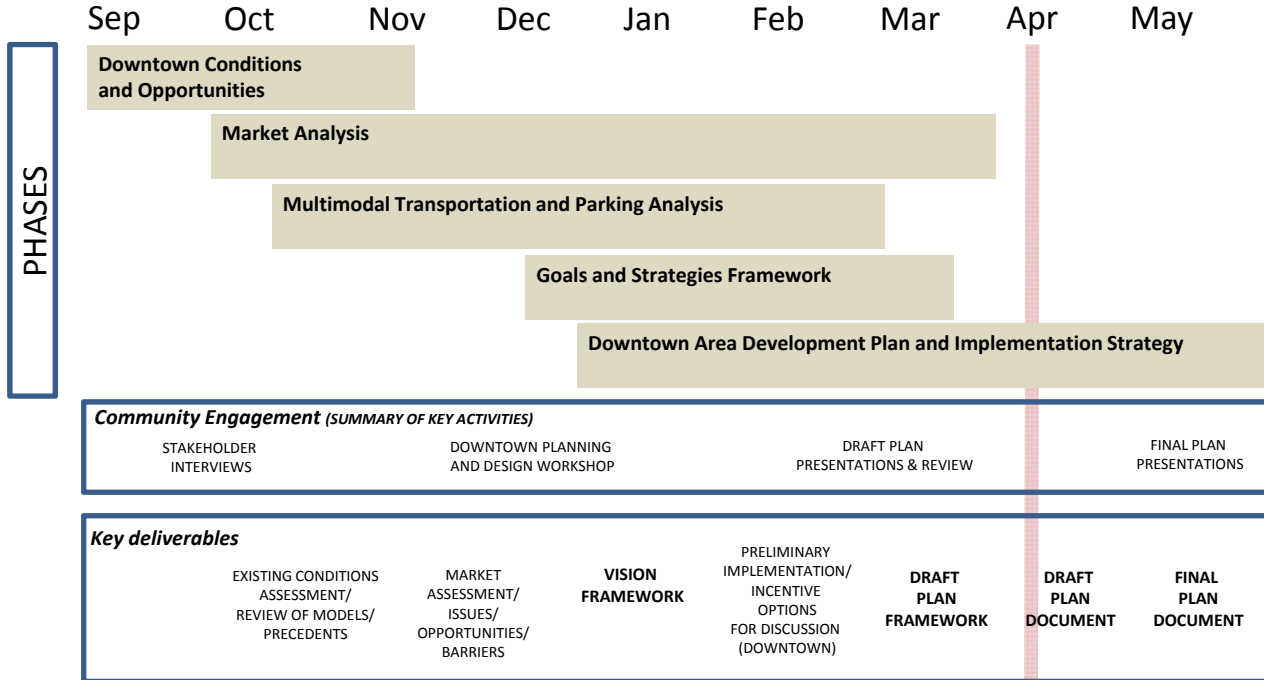 Sep Oct Nov Dec Jan Feb Mar Apr May
PHASES
Downtown Conditions
and Opportunities
Market Analysis
Multimodal Transportation and Parking Analysis
Goals and Strategies Framework
Downtown Area Development Plan and Implementation Strategy
Community Engagement (SUMMARY OF KEY ACTIVITIES)
STAKEHOLDER
INTERVIEWS
DOWNTOWN PLANNING
AND DESIGN WORKSHOP
DRAFT PLAN
PRESENTATIONS & REVIEW
FINAL PLAN
PRESENTATIONS
Key deliverables
EXISTING CONDITIONS
ASSESSMENT/
REVIEW OF MODELS/
PRECEDENTS
MARKET
ASSESSMENT/
ISSUES/
OPPORTUNITIES/
BARRIERS
VISION
FRAMEWORK
PRELIMINARY
IMPLEMENTATION/
INCENTIVE
OPTIONS
FOR DISCUSSION
(DOWNTOWN)
DRAFT
PLAN
FRAMEWORK
DRAFT
PLAN
DOCUMENT
FINAL
PLAN
DOCUMENT